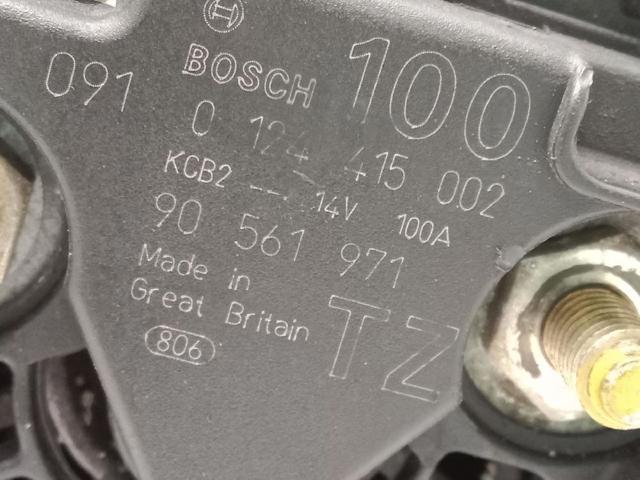 BOSCH 100
091
0 124 415 002
KCB2 -- 14V 100A
90 561 971
Made in
Great Britain
TZ
806